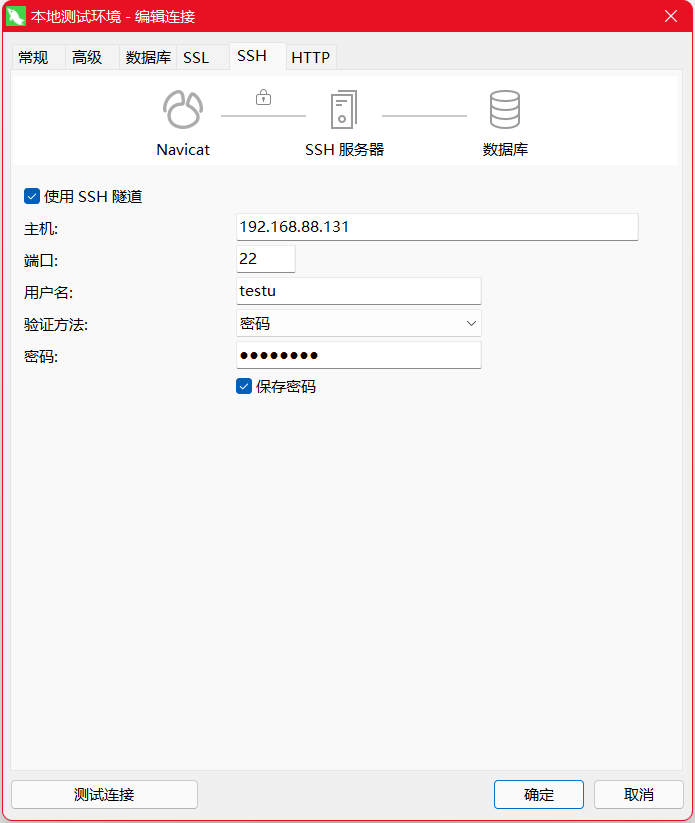 本地测试环境 - 编辑连接
常规 高级 数据库 SSL SSH HTTP
Navicat SSH 服务器 数据库
使用 SSH 隧道
主机: 192.168.88.131
端口: 22
用户名: testu
验证方法: 密码
密码: ●●●●●●●●
保存密码
测试连接 确定 取消